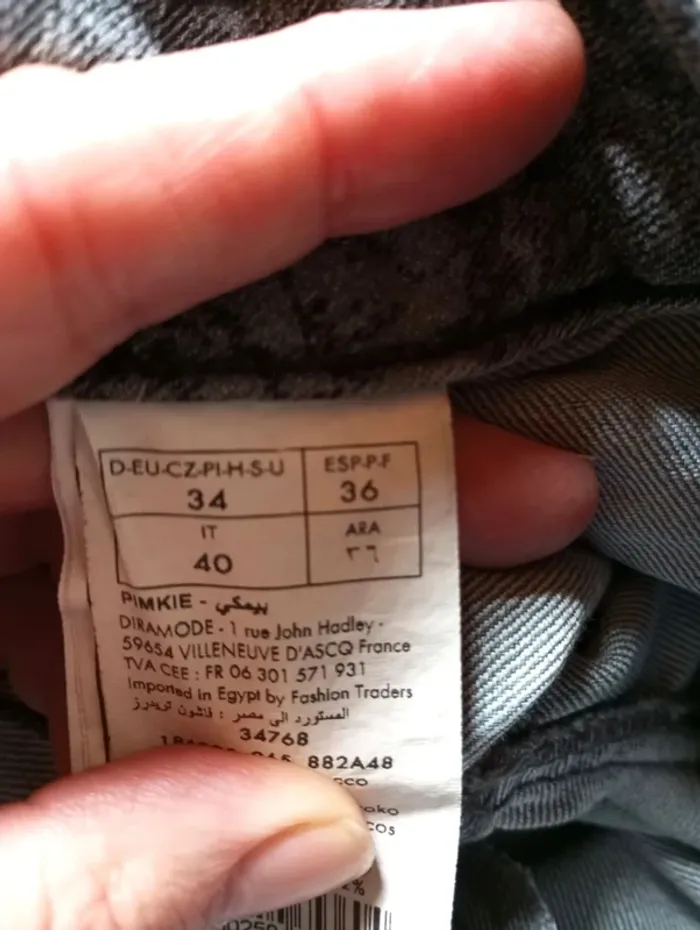 D-EU-CZ-PI-H-S-U
34
ESP-P-F
36
IT
40
ARA
٣٦
PIMKIE - بيمكي
DIRAMODE - 1 rue John Hadley -
59654 VILLENEUVE D'ASCQ France
TVA CEE : FR 06 301 571 931
Imported in Egypt by Fashion Traders
المستورد الى مصر : فاشون تريدرز
34768
882A48